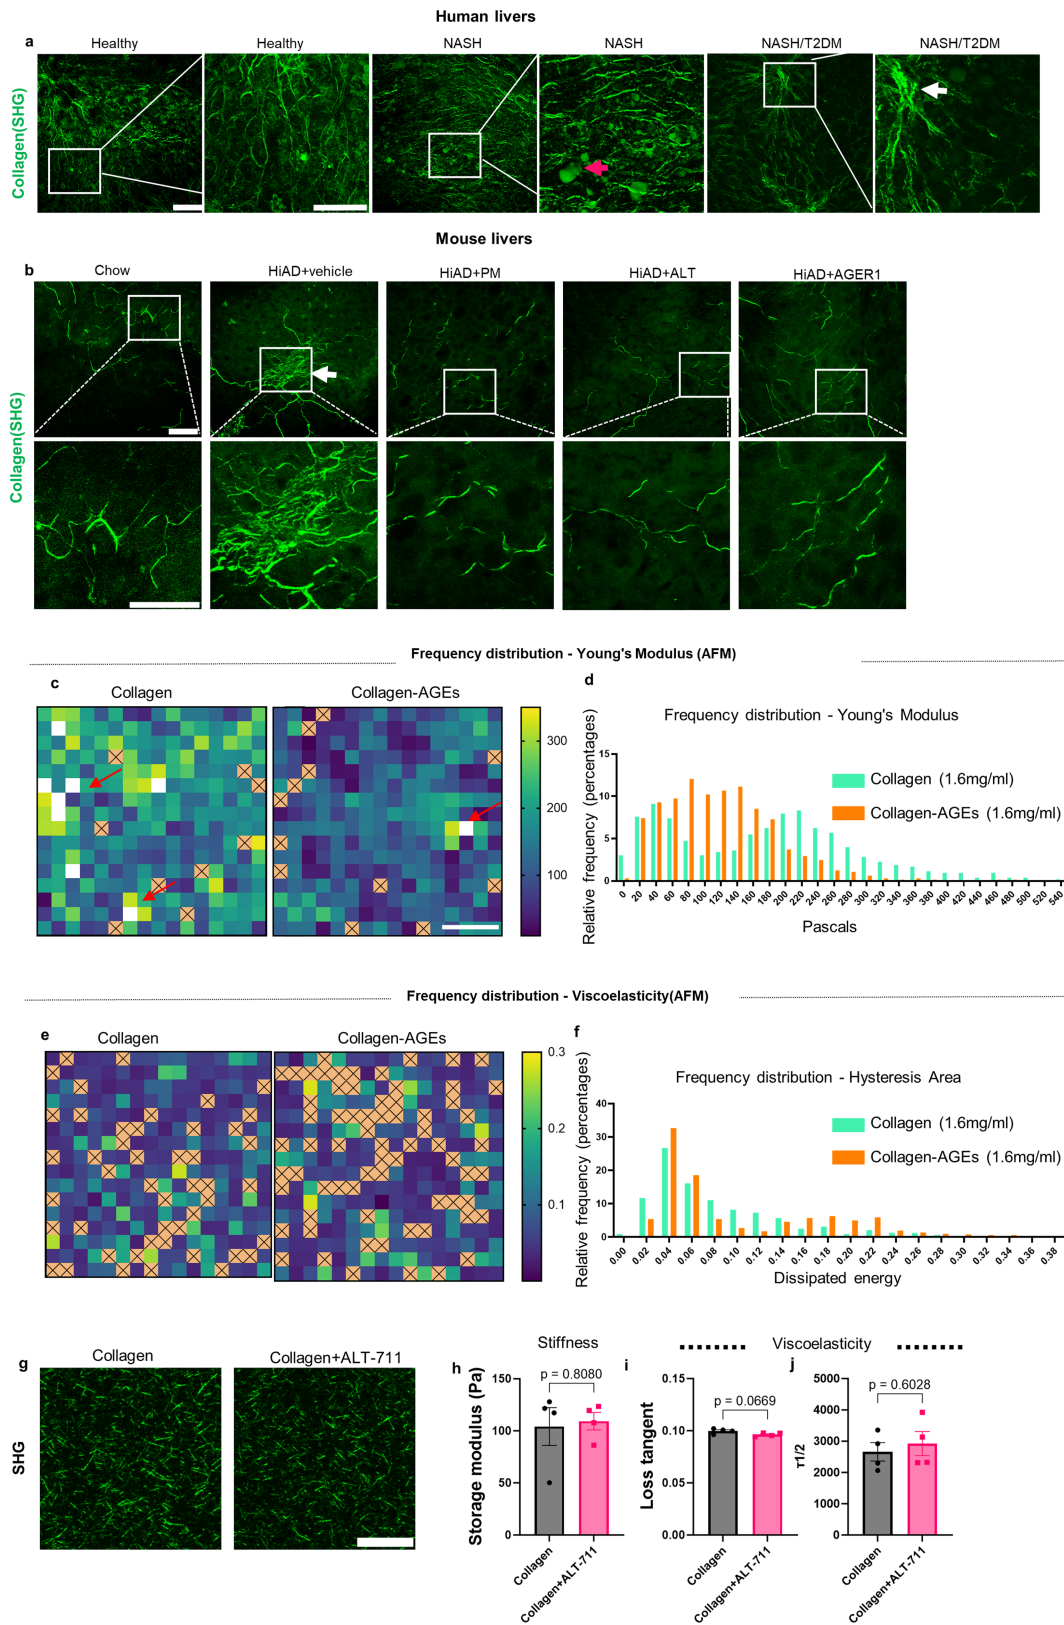 Human livers
a
Healthy
Healthy
NASH
NASH
NASH/T2DM
NASH/T2DM
Collagen(SHG)
Mouse livers
b
Chow
HiAD+vehicle
HiAD+PM
HiAD+ALT
HiAD+AGER1
Collagen(SHG)
Frequency distribution - Young's Modulus (AFM)
c
Collagen
Collagen-AGEs
300
200
100
d
Frequency distribution - Young's Modulus
Relative frequency (percentages)
15
10
5
0
Collagen (1.6mg/ml)
Collagen-AGEs (1.6mg/ml)
0 20 40 60 80 100 120 140 160 180 200 220 240 260 280 300 320 340 360 380 400 420 440 460 480 500 520 540
Pascals
Frequency distribution - Viscoelasticity(AFM)
e
Collagen
Collagen-AGEs
0.3
0.2
0.1
f
Frequency distribution - Hysteresis Area
Relative frequency (percentages)
40
30
20
10
0
Collagen (1.6mg/ml)
Collagen-AGEs (1.6mg/ml)
0.00 0.02 0.04 0.06 0.08 0.10 0.12 0.14 0.16 0.18 0.20 0.22 0.24 0.26 0.28 0.30 0.32 0.34 0.36 0.38
Dissipated energy
g
Collagen
Collagen+ALT-711
SHG
Stiffness
Viscoelasticity
h
Storage modulus (Pa)
150
100
50
0
p = 0.8080
Collagen
Collagen+ALT-711
i
Loss tangent
0.15
0.10
0.05
0.00
p = 0.0669
Collagen
Collagen+ALT-711
j
τ1/2
5000
4000
3000
2000
1000
0
p = 0.6028
Collagen
Collagen+ALT-711